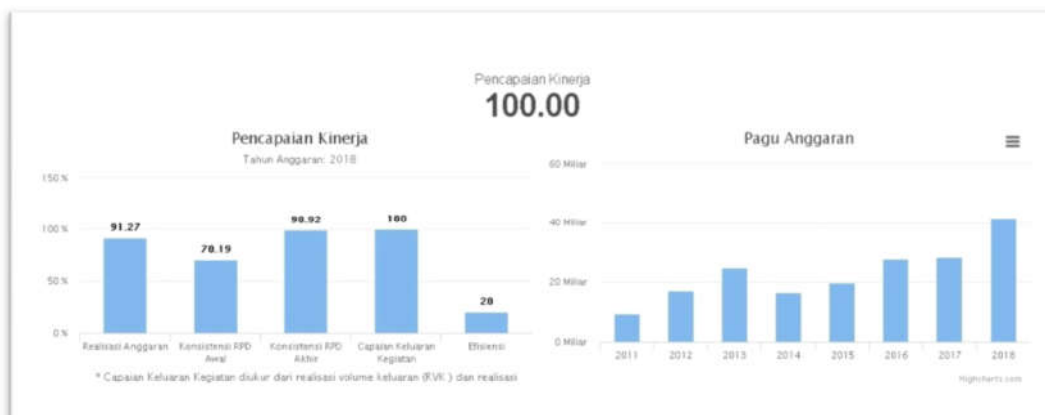 Pencapaian Kinerja
100.00
Pencapaian Kinerja
Tahun Anggaran: 2018
150 %
100 %
50 %
0 %
91.27
70.19
98.92
100
20
Realisasi Anggaran
Konsistensi RPD Awal
Konsistensi RPD Akhir
Capaian Keluaran Kegiatan
Efisiensi
* Capaian Keluaran Kegiatan diukur dari realisasi volume keluaran (RVK ) dan realisasi
Pagu Anggaran
60 Miliar
40 Miliar
20 Miliar
0 Miliar
2011
2012
2013
2014
2015
2016
2017
2018
Highcharts.com